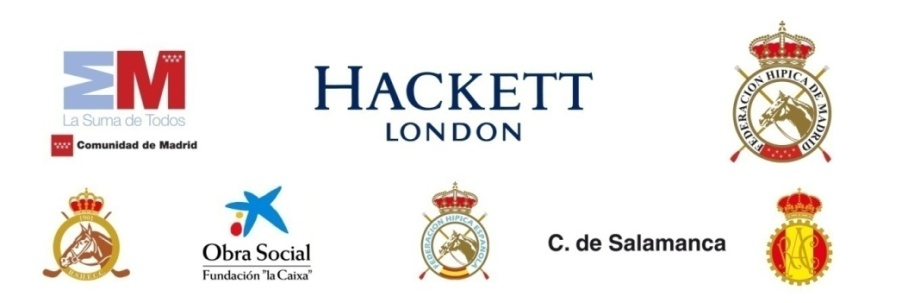 La Suma de Todos
Comunidad de Madrid
HACKETT
LONDON
FEDERACION HIPICA DE MADRID
1901
Obra Social
Fundación "la Caixa"
FEDERACION HIPICA ESPAÑOLA
C. de Salamanca